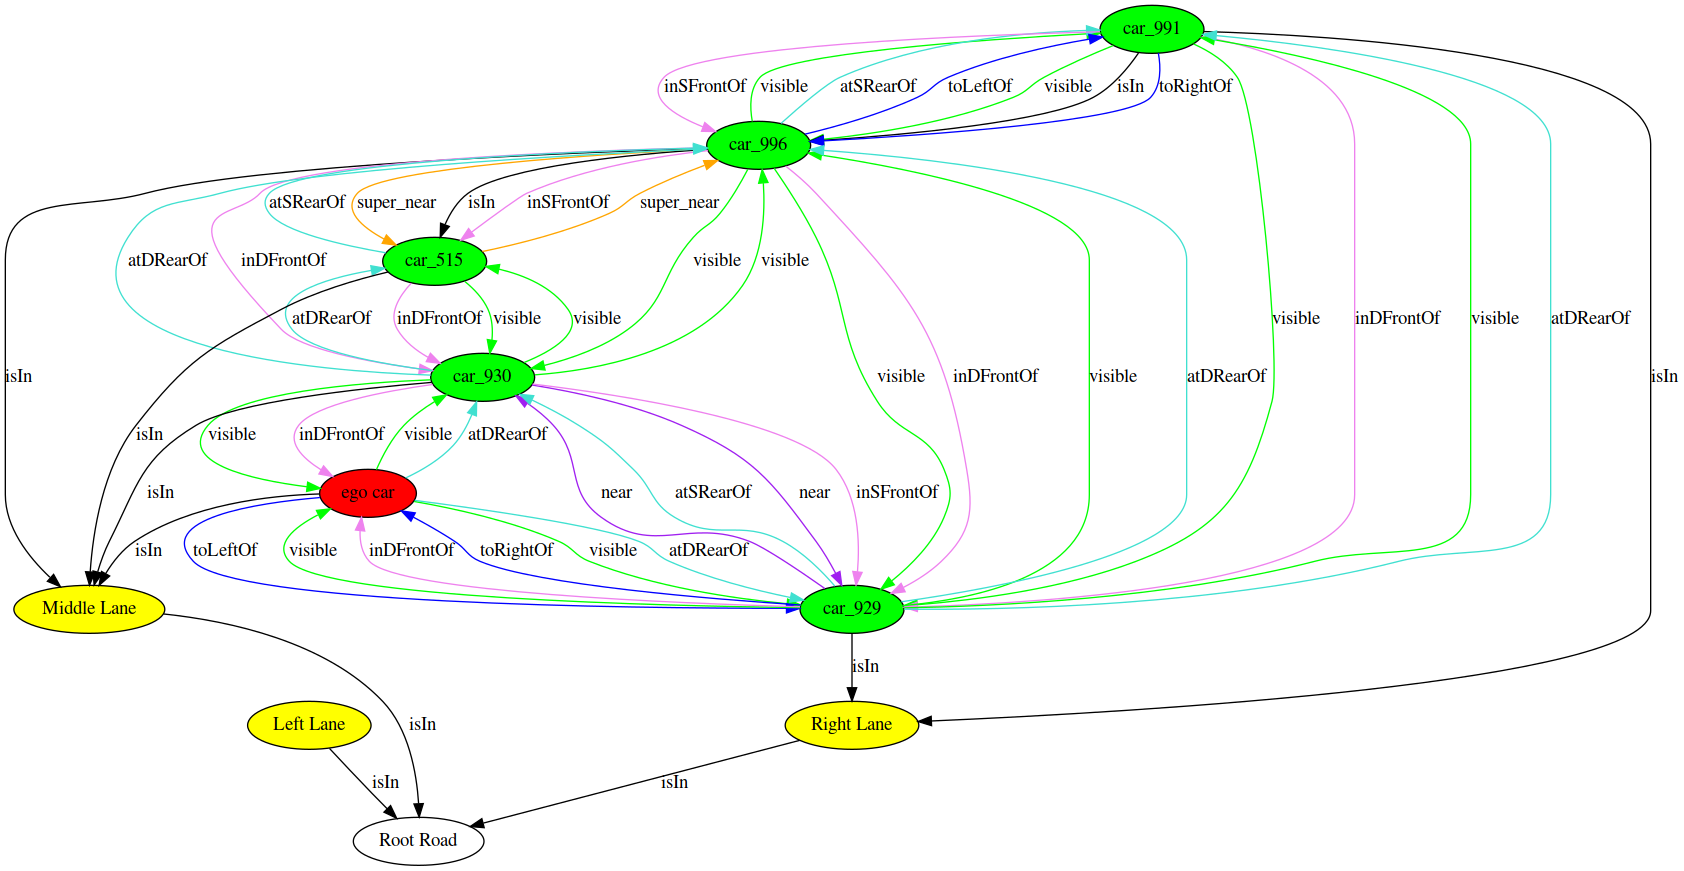 car_991
inSFrontOf
visible
atSRearOf
toLeftOf
visible
isIn
toRightOf
car_996
atSRearOf
super_near
isIn
inSFrontOf
super_near
atDRearOf
inDFrontOf
car_515
visible
visible
atDRearOf
inDFrontOf
visible
visible
visible
inDFrontOf
visible
atDRearOf
isIn
car_930
visible
inDFrontOf
visible
atDRearOf
isIn
isIn
visible
inDFrontOf
visible
atDRearOf
isIn
ego car
isIn
near
atSRearOf
near
inSFrontOf
isIn
toLeftOf
visible
inDFrontOf
toRightOf
visible
atDRearOf
Middle Lane
car_929
isIn
Left Lane
isIn
Right Lane
isIn
isIn
Root Road